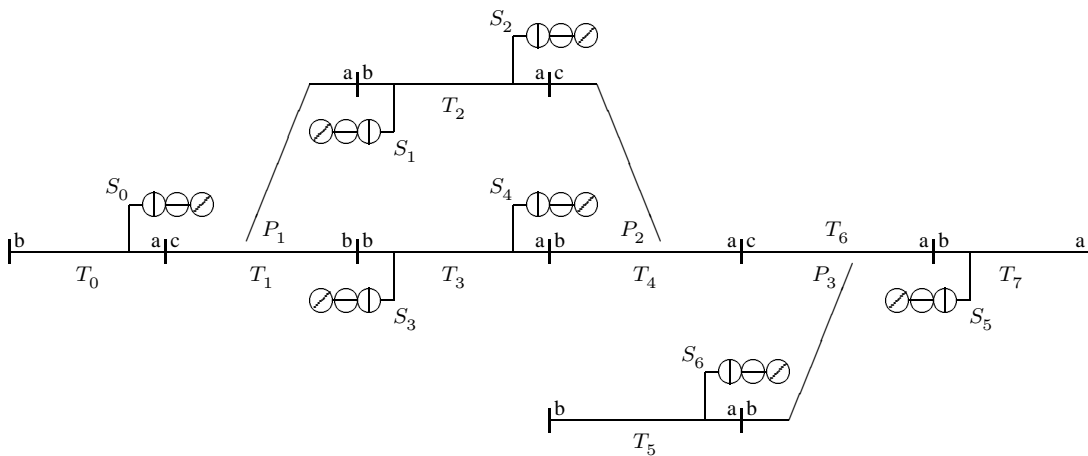 S2
a b a c
T2
S1
S0 S4
P1 P2 T6
b a c b b a b a c a b a
T0 T1 T3 T4 P3 T7
S3 S5
S6
b a b
T5